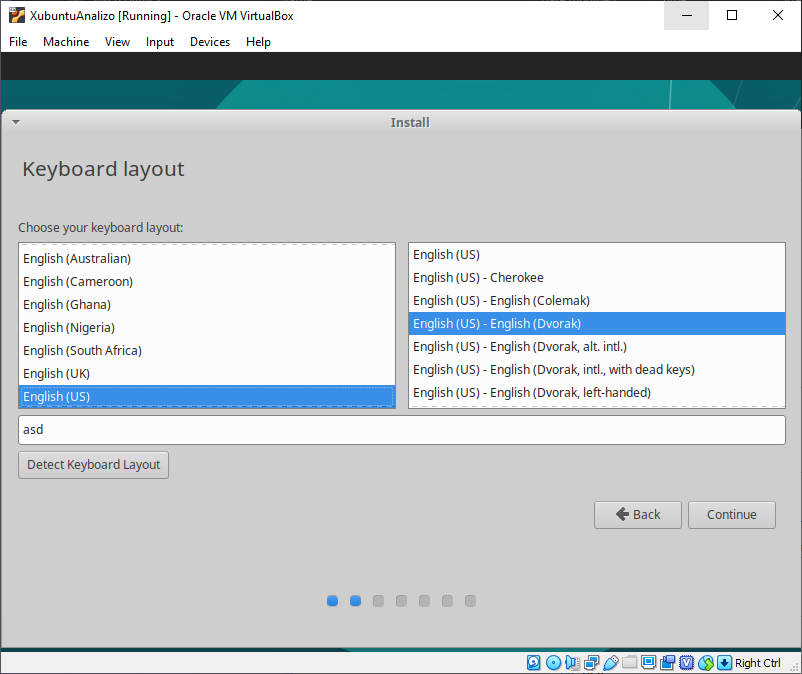 XubuntuAnalizo [Running] - Oracle VM VirtualBox
File Machine View Input Devices Help
Install
Keyboard layout
Choose your keyboard layout:
English (Australian)
English (Cameroon)
English (Ghana)
English (Nigeria)
English (South Africa)
English (UK)
English (US)
English (US)
English (US) - Cherokee
English (US) - English (Colemak)
English (US) - English (Dvorak)
English (US) - English (Dvorak, alt. intl.)
English (US) - English (Dvorak, intl., with dead keys)
English (US) - English (Dvorak, left-handed)
asd
Detect Keyboard Layout
Back
Continue
Right Ctrl